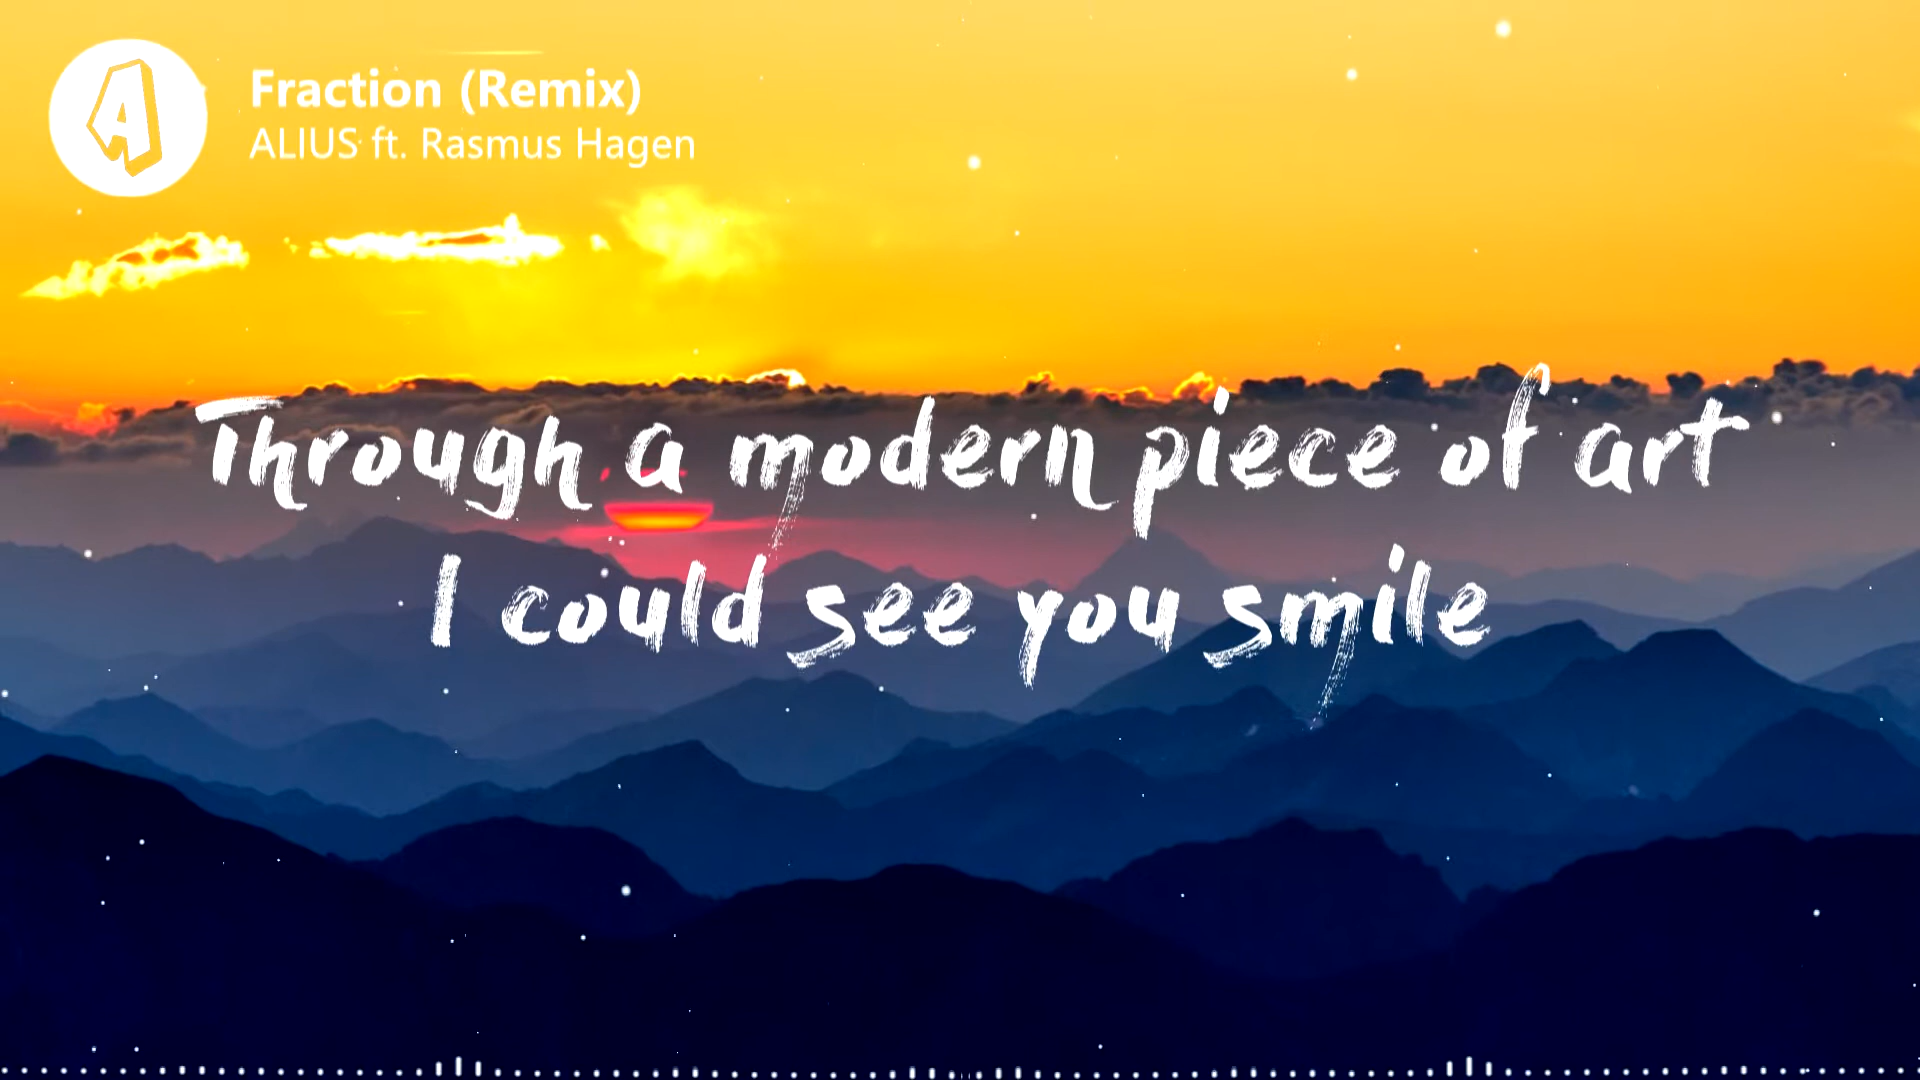 Fraction (Remix)
ALIUS ft. Rasmus Hagen
Through a modern piece of art
I could see you smile